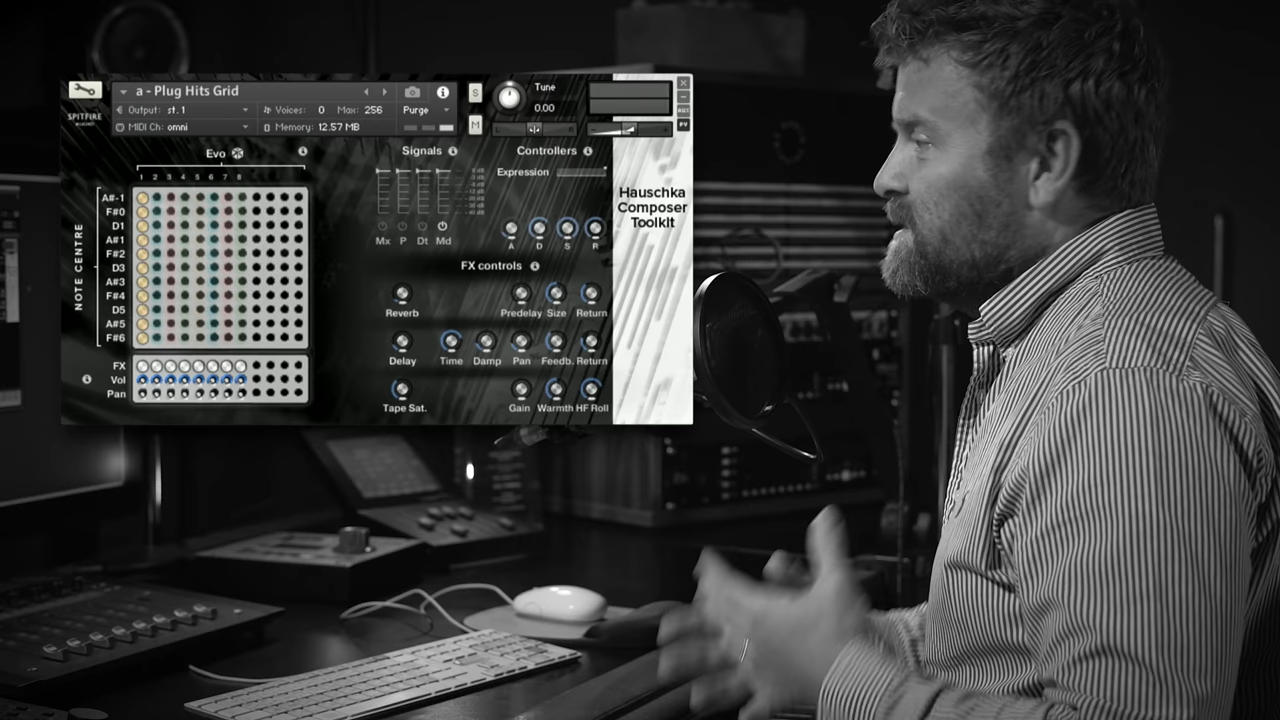 a - Plug Hits Grid
Output: st.1
Voices: 0 Max: 256
Purge
MIDI Ch: omni
Memory: 12.57 MB
SPITFIRE
S
M
Tune
0.00
AUX
PV
Evo
1 2 3 4 5 6 7 8
NOTE CENTRE
A#-1
F#0
D1
A#1
F#2
D3
A#3
F#4
D5
A#5
F#6
FX
Vol
Pan
Signals
Mx P Dt Md
Controllers
Expression
A D S R
FX controls
Reverb
Predelay Size Return
Delay
Time Damp Pan Feedb. Return
Tape Sat.
Gain Warmth HF Roll
Hauschka
Composer
Toolkit